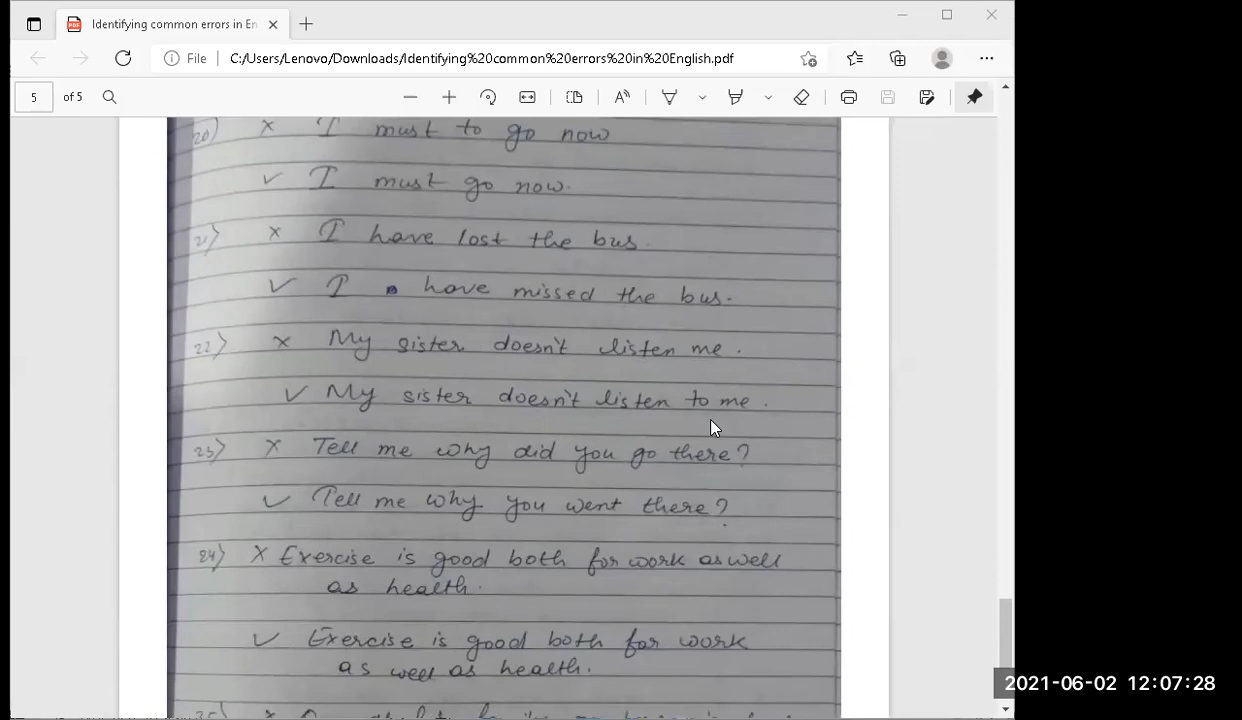 Identifying common errors in En
File C:/Users/Lenovo/Downloads/Identifying%20common%20errors%20in%20English.pdf
5 of 5
20) × I must to go now
✓ I must go now.
21) × I have lost the bus.
✓ I have missed the bus.
22) × My sister doesn't listen me.
✓ My sister doesn't listen to me.
23) × Tell me why did you go there?
✓ Tell me why you went there?
24) × Exercise is good both for work as well
as health.
✓ Exercise is good both for work
as well as health.
25) ×
2021-06-02 12:07:28